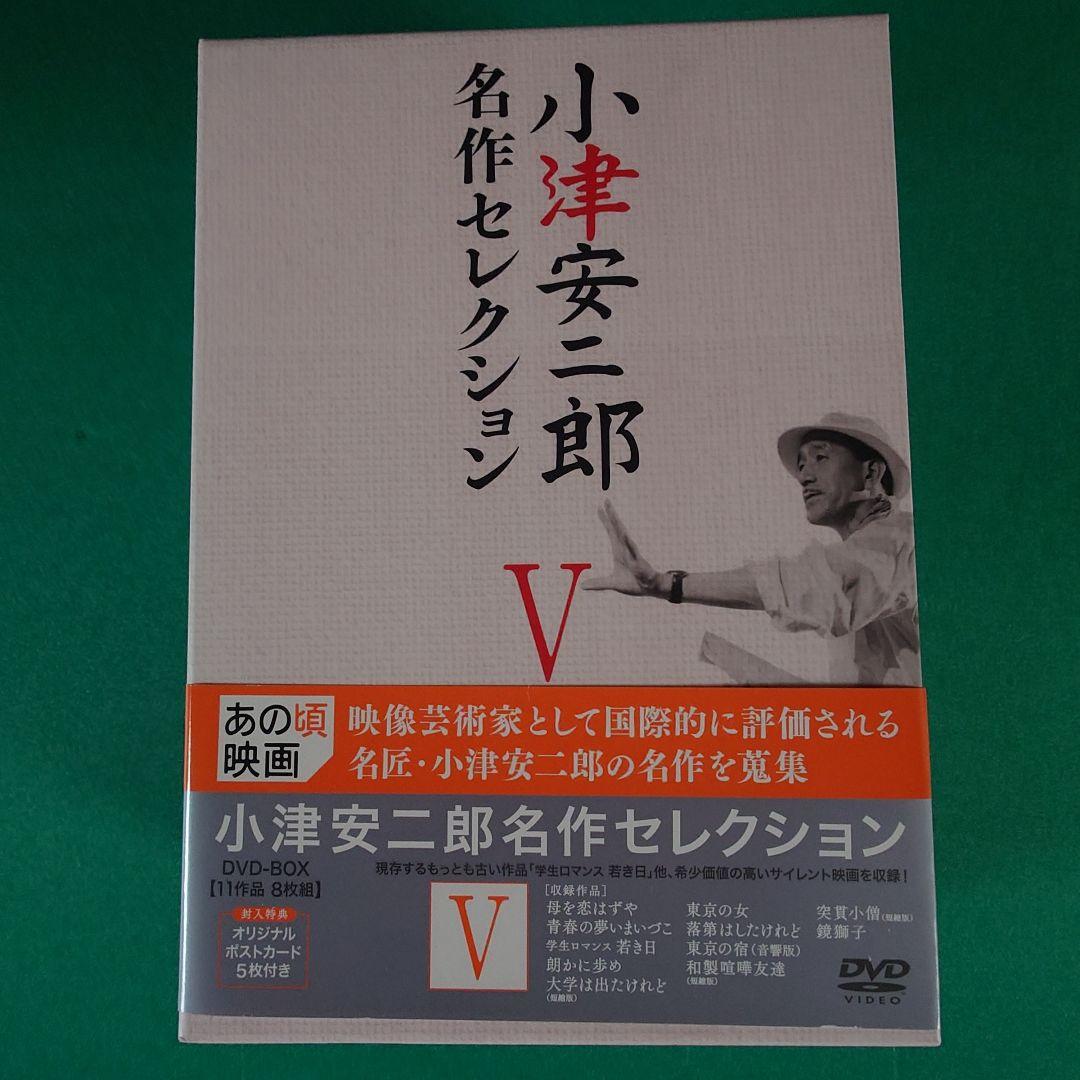 小津安二郎
名作セレクション
V
あの頃
映画
映像芸術家として国際的に評価される
名匠・小津安二郎の名作を蒐集
小津安二郎名作セレクション
DVD-BOX
【11作品 8枚組】
現存するもっとも古い作品「学生ロマンス 若き日」他、希少価値の高いサイレント映画を収録!
封入特典
オリジナル
ポストカード
5枚付き
V
[収録作品]
母を恋はずや
青春の夢いまいづこ
学生ロマンス 若き日
朗かに歩め
大学は出たけれど
(短縮版)
東京の女
落第はしたけれど
東京の宿(音響版)
和製喧嘩友達
(短縮版)
突貫小僧(短縮版)
鏡獅子
DVD
VIDEO